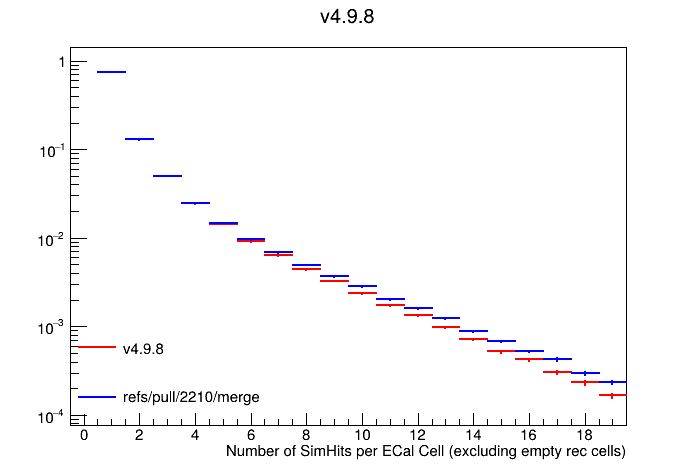 v4.9.8
1
10⁻¹
10⁻²
10⁻³
10⁻⁴
v4.9.8
refs/pull/2210/merge
0 2 4 6 8 10 12 14 16 18
Number of SimHits per ECal Cell (excluding empty rec cells)